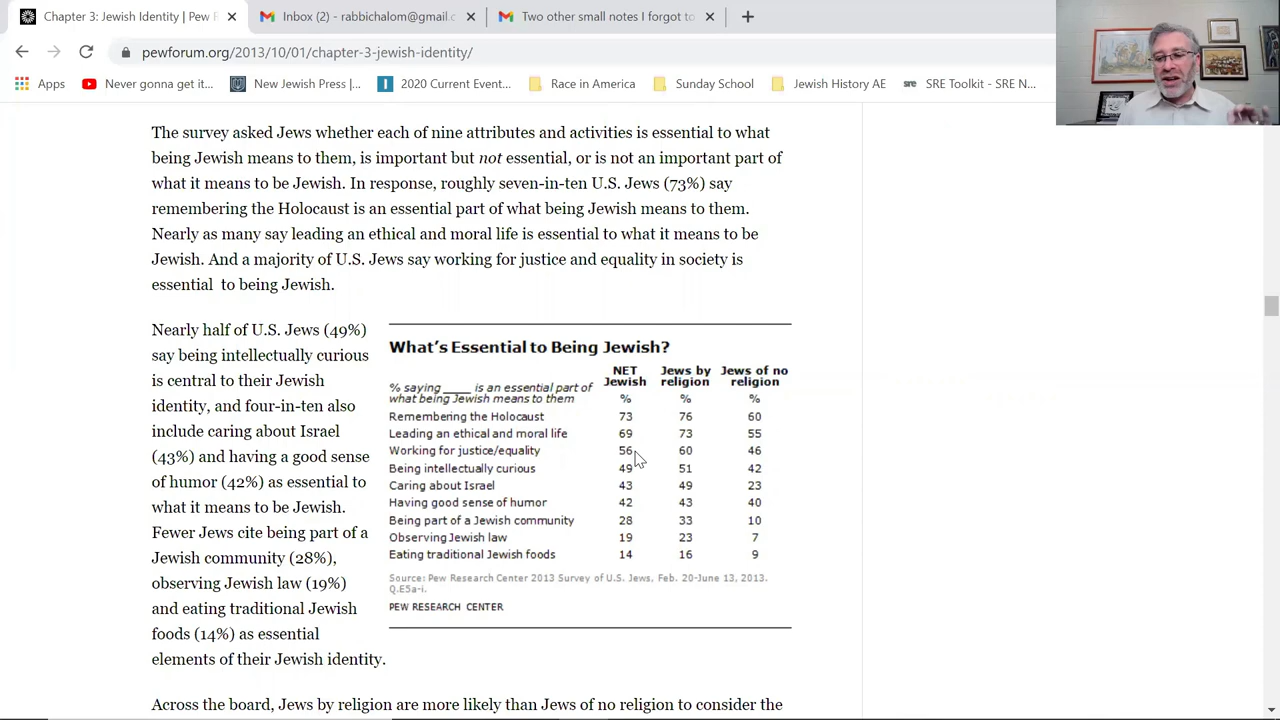 Chapter 3: Jewish Identity | Pew F
Inbox (2) - rabbichalom@gmail.c
Two other small notes I forgot to
pewforum.org/2013/10/01/chapter-3-jewish-identity/
Apps
Never gonna get it...
New Jewish Press |...
2020 Current Event...
Race in America
Sunday School
Jewish History AE
sre
SRE Toolkit - SRE N...
The survey asked Jews whether each of nine attributes and activities is essential to what
being Jewish means to them, is important but not essential, or is not an important part of
what it means to be Jewish. In response, roughly seven-in-ten U.S. Jews (73%) say
remembering the Holocaust is an essential part of what being Jewish means to them.
Nearly as many say leading an ethical and moral life is essential to what it means to be
Jewish. And a majority of U.S. Jews say working for justice and equality in society is
essential to being Jewish.
Nearly half of U.S. Jews (49%)
say being intellectually curious
is central to their Jewish
identity, and four-in-ten also
include caring about Israel
(43%) and having a good sense
of humor (42%) as essential to
what it means to be Jewish.
Fewer Jews cite being part of a
Jewish community (28%),
observing Jewish law (19%)
and eating traditional Jewish
foods (14%) as essential
elements of their Jewish identity.
What's Essential to Being Jewish?
NET Jewish Jews by religion Jews of no religion
% saying ____ is an essential part of
what being Jewish means to them % % %
Remembering the Holocaust 73 76 60
Leading an ethical and moral life 69 73 55
Working for justice/equality 56 60 46
Being intellectually curious 49 51 42
Caring about Israel 43 49 23
Having good sense of humor 42 43 40
Being part of a Jewish community 28 33 10
Observing Jewish law 19 23 7
Eating traditional Jewish foods 14 16 9
Source: Pew Research Center 2013 Survey of U.S. Jews, Feb. 20-June 13, 2013.
Q.E5a-i.
PEW RESEARCH CENTER
Across the board, Jews by religion are more likely than Jews of no religion to consider the